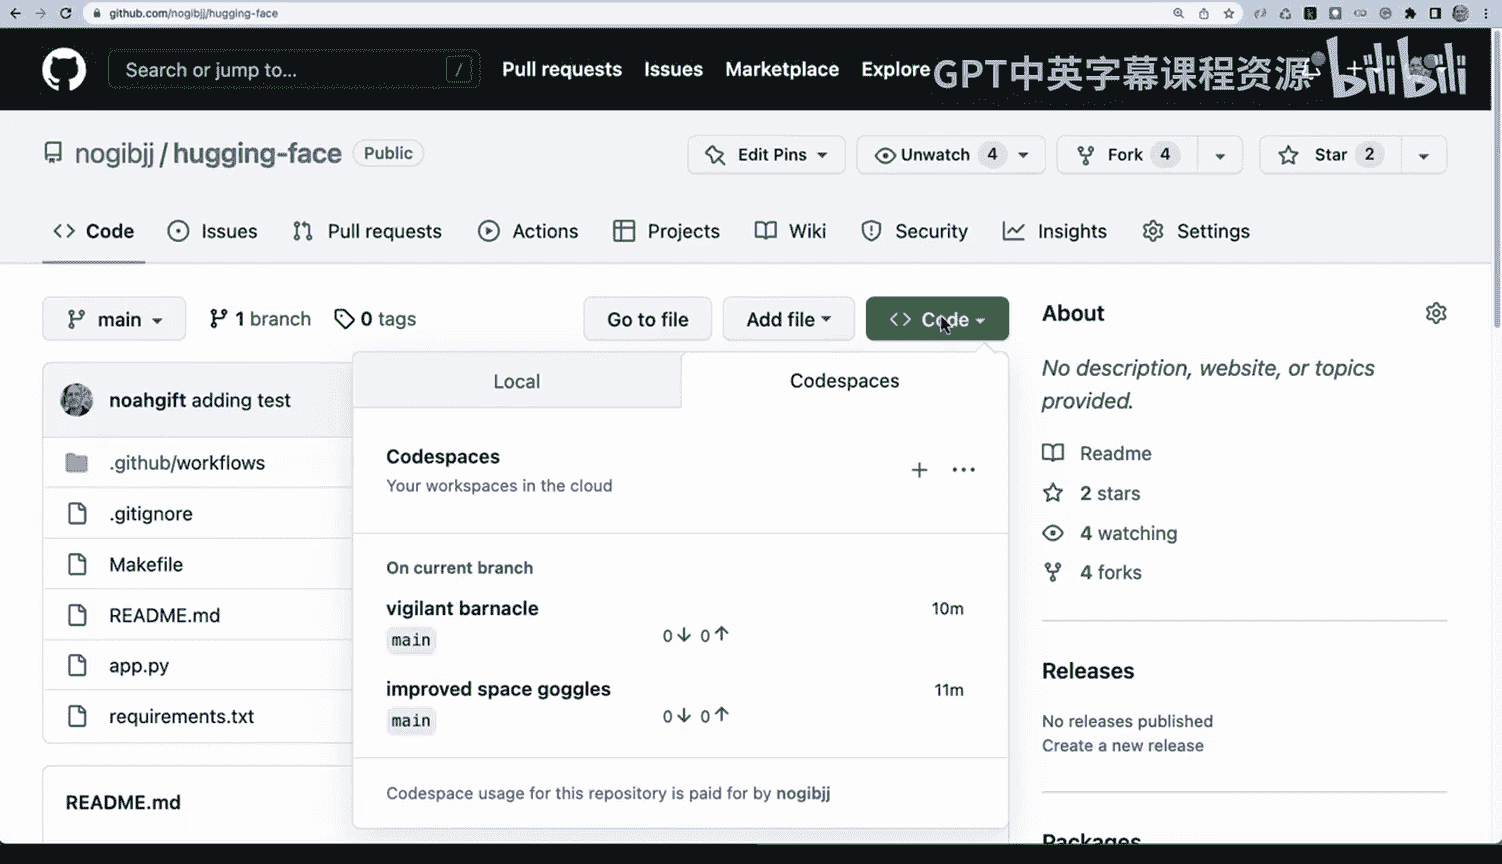 github.com/nogibjj/hugging-face
Search or jump to... /
Pull requests Issues Marketplace Explore
GPT中英字幕课程资源 bilibili
nogibjj / hugging-face Public
Edit Pins Unwatch 4 Fork 4 Star 2
Code Issues Pull requests Actions Projects Wiki Security Insights Settings
main 1 branch 0 tags Go to file Add file Code
noahgift adding test
.github/workflows
.gitignore
Makefile
README.md
app.py
requirements.txt
README.md
Local Codespaces
Codespaces
Your workspaces in the cloud
On current branch
vigilant barnacle 10m
main 0 0
improved space goggles 11m
main 0 0
Codespace usage for this repository is paid for by nogibjj
About
No description, website, or topics
provided.
Readme
2 stars
4 watching
4 forks
Releases
No releases published
Create a new release
Packages